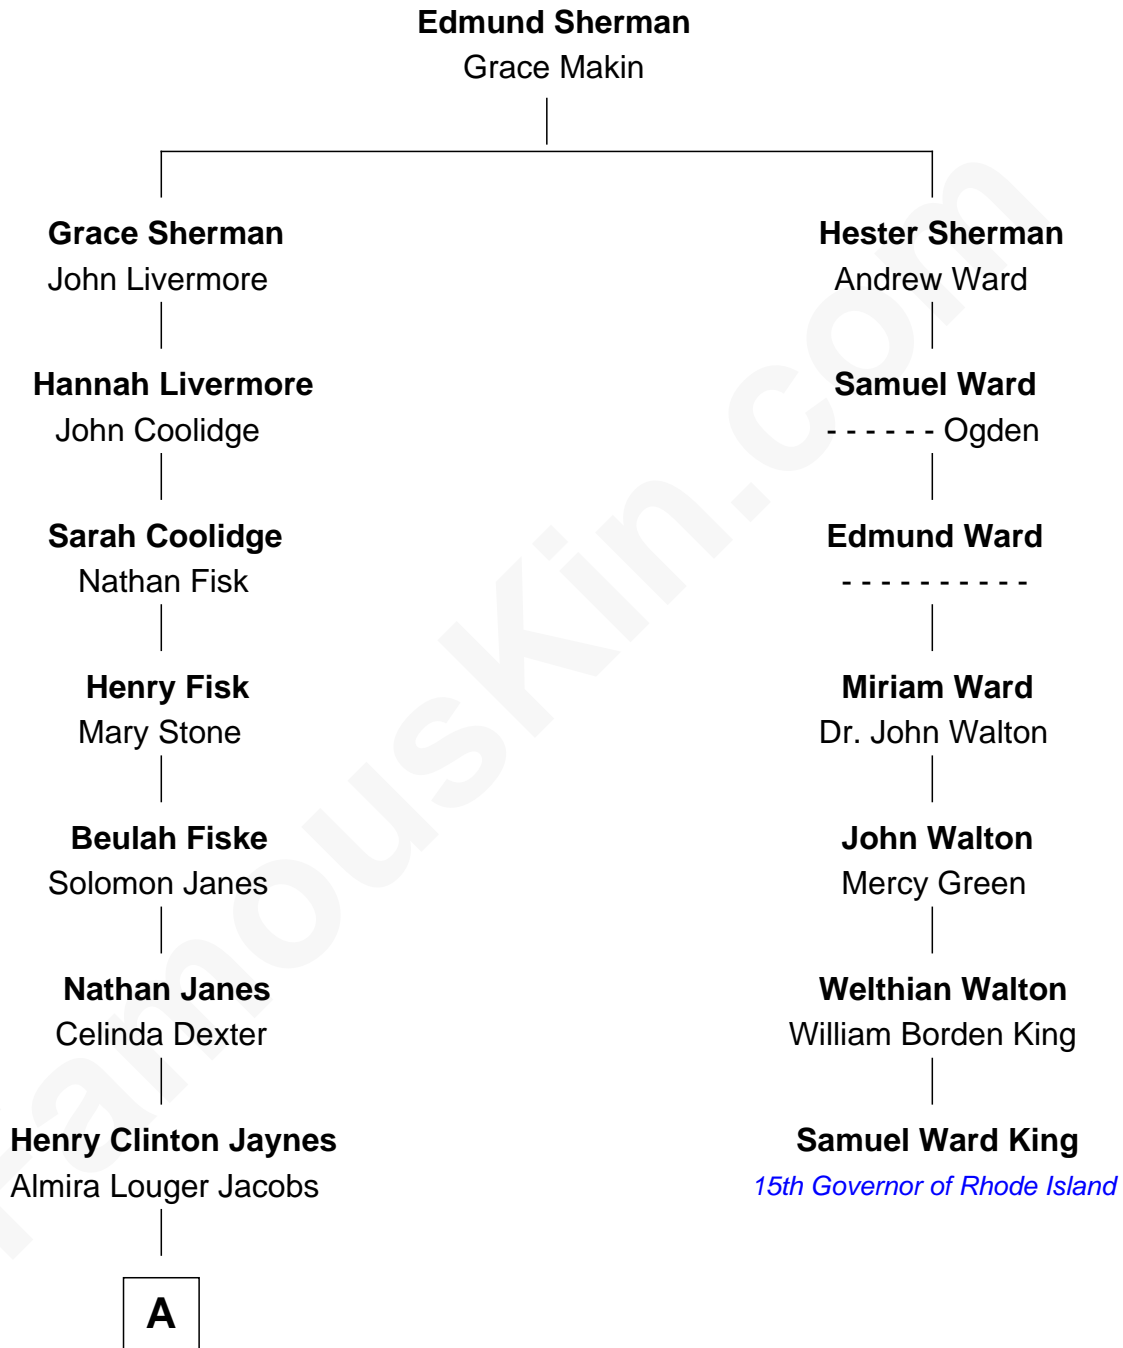 Edmund Sherman
Grace Makin
Grace Sherman
John Livermore
Hester Sherman
Andrew Ward
Hannah Livermore
John Coolidge
Samuel Ward
- - - - - - Ogden
Sarah Coolidge
Nathan Fisk
Edmund Ward
- - - - - - - - - -
Henry Fisk
Mary Stone
Miriam Ward
Dr. John Walton
Beulah Fiske
Solomon Janes
John Walton
Mercy Green
Nathan Janes
Celinda Dexter
Welthian Walton
William Borden King
Henry Clinton Jaynes
Almira Louger Jacobs
Samuel Ward King
15th Governor of Rhode Island
A
FamousKin.com